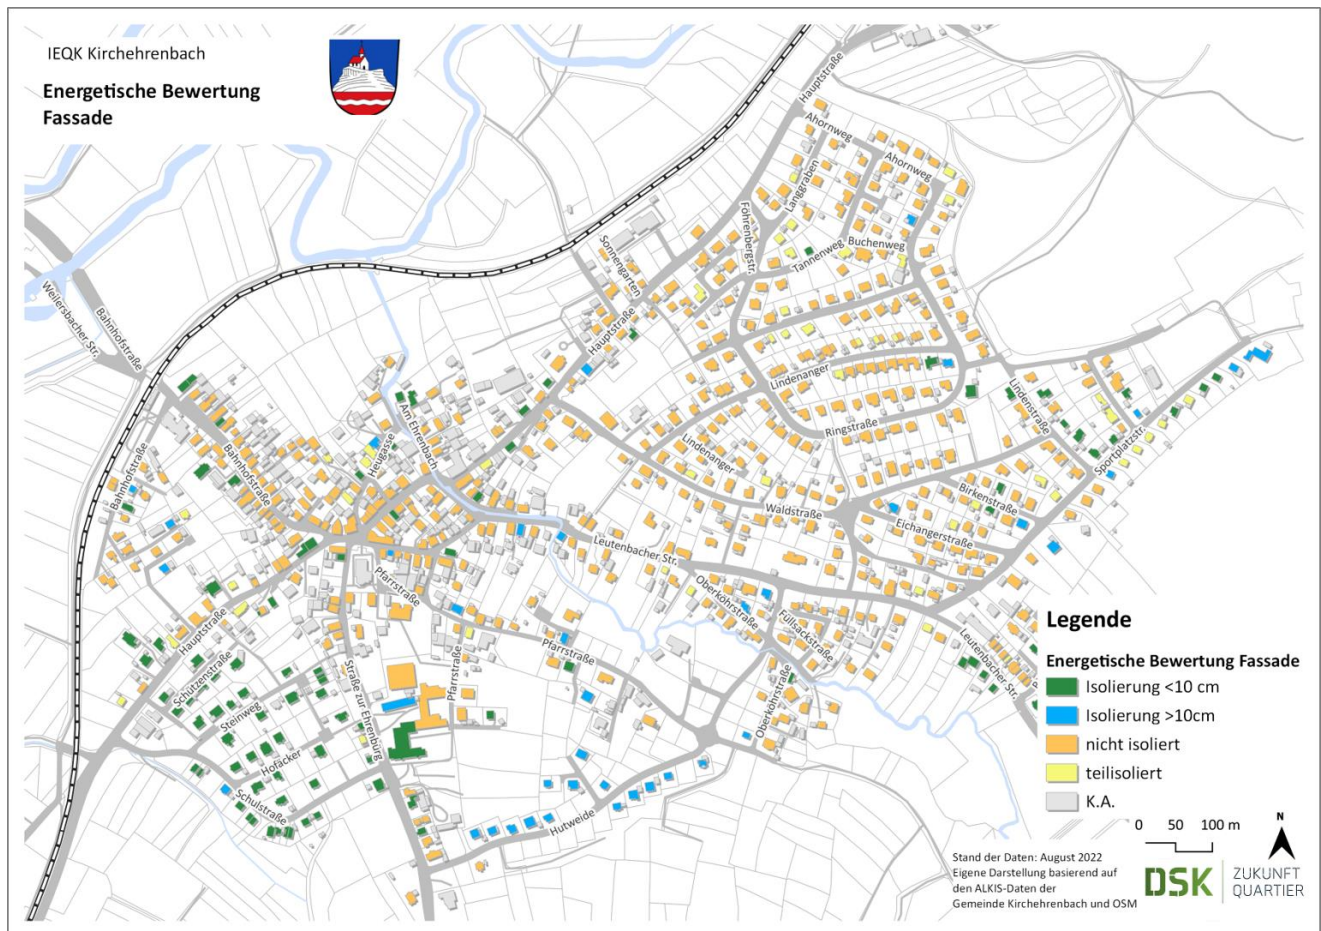 IEQK Kirchehrenbach
Energetische Bewertung
Fassade
Hauptstraße
Ahornweg
Ahornweg
Langgraben
Föhrenbergstr.
Buchenweg
Tannenweg
Sonnengarten
Hauptstraße
Weilersbacher Str.
Bahnhofstraße
Lindenanger
Lindenstraße
Ringstraße
Am Ehrenbach
Heugasse
Lindenanger
Sportplatzstr.
Bahnhofstraße
Bahnhofstraße
Birkenstraße
Waldstraße
Eichangerstraße
Leutenbacher Str.
Pfarrstraße
Oberköhrstraße
Füllsackstraße
Hauptstraße
Pfarrstraße
Leutenbacher Str.
Schützenstraße
Straße zur Ehrenbürg
Pfarrstraße
Oberköhrstraße
Steinweg
Hofäcker
Schulstraße
Hutweide
Legende
Energetische Bewertung Fassade
Isolierung <10 cm
Isolierung >10cm
nicht isoliert
teilisoliert
K.A.
0 50 100 m
N
Stand der Daten: August 2022
Eigene Darstellung basierend auf
den ALKIS-Daten der
Gemeinde Kirchehrenbach und OSM
DSK
ZUKUNFT
QUARTIER